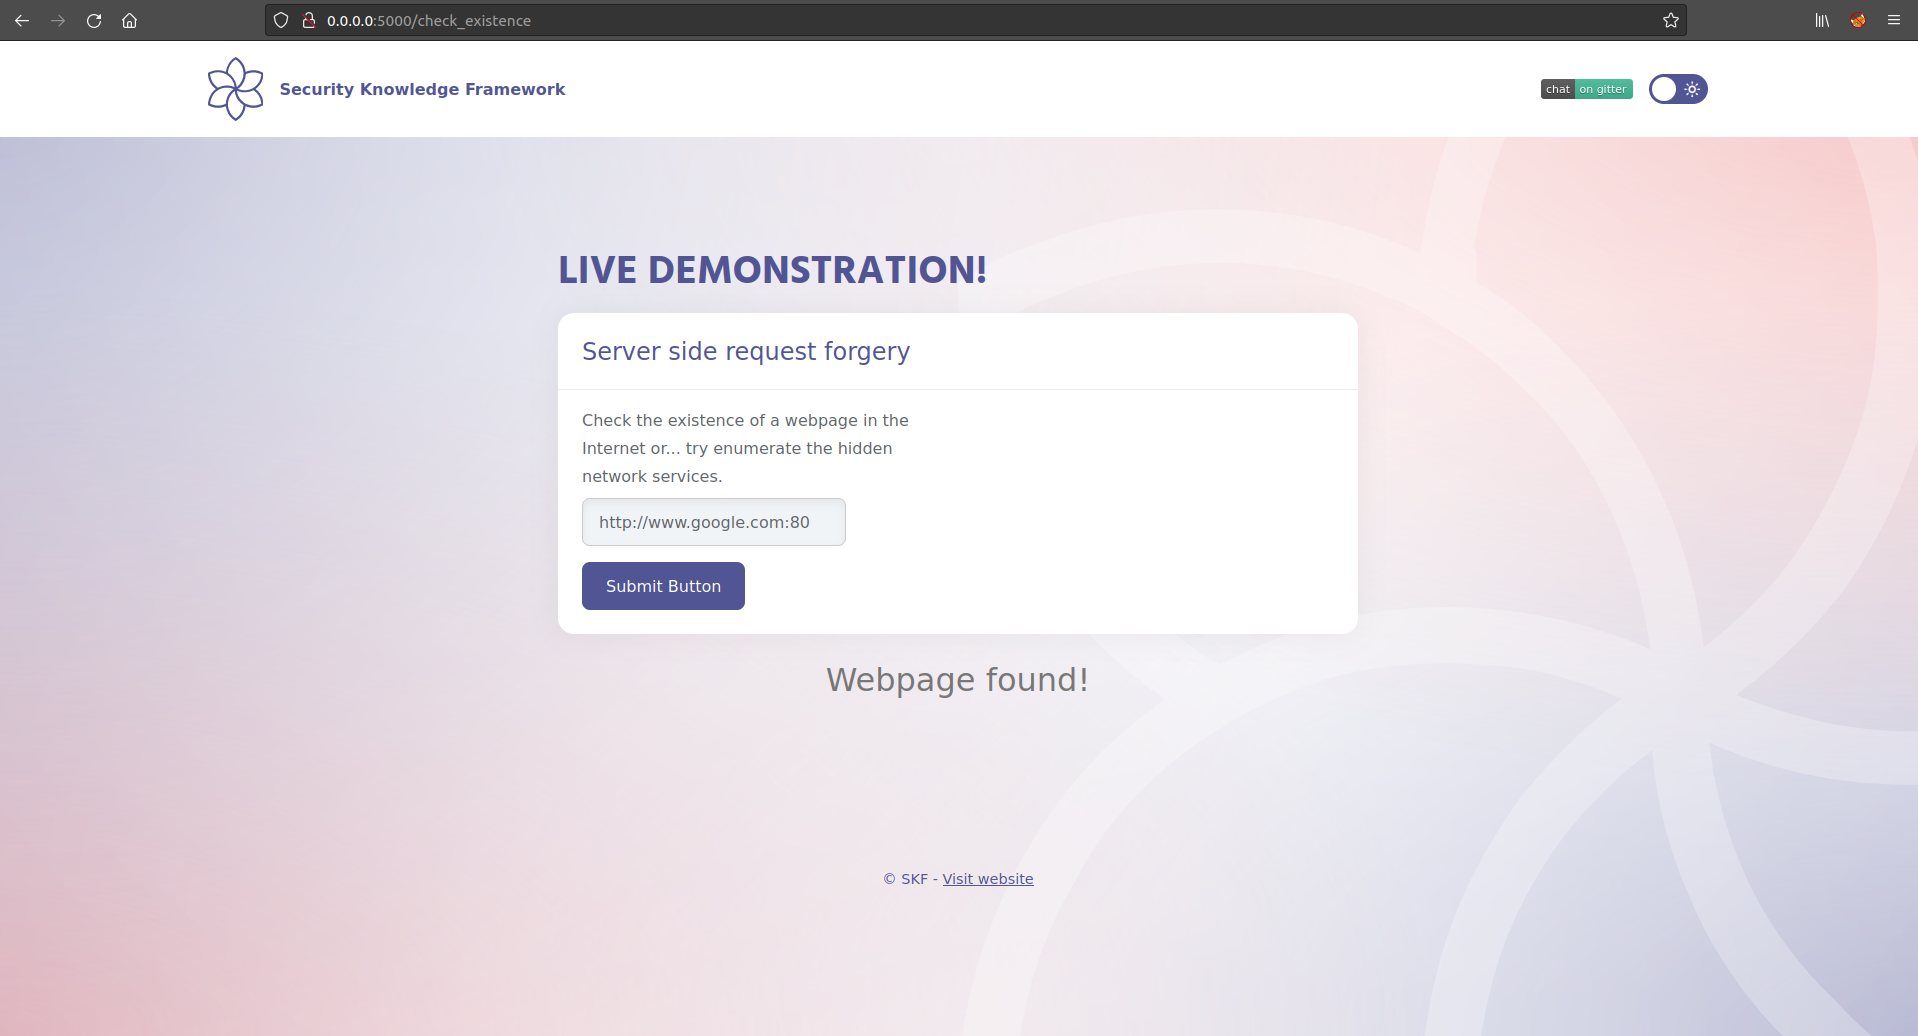 0.0.0.0:5000/check_existence
Security Knowledge Framework
chat on gitter
LIVE DEMONSTRATION!
Server side request forgery
Check the existence of a webpage in the
Internet or... try enumerate the hidden
network services.
http://www.google.com:80
Submit Button
Webpage found!
© SKF - Visit website